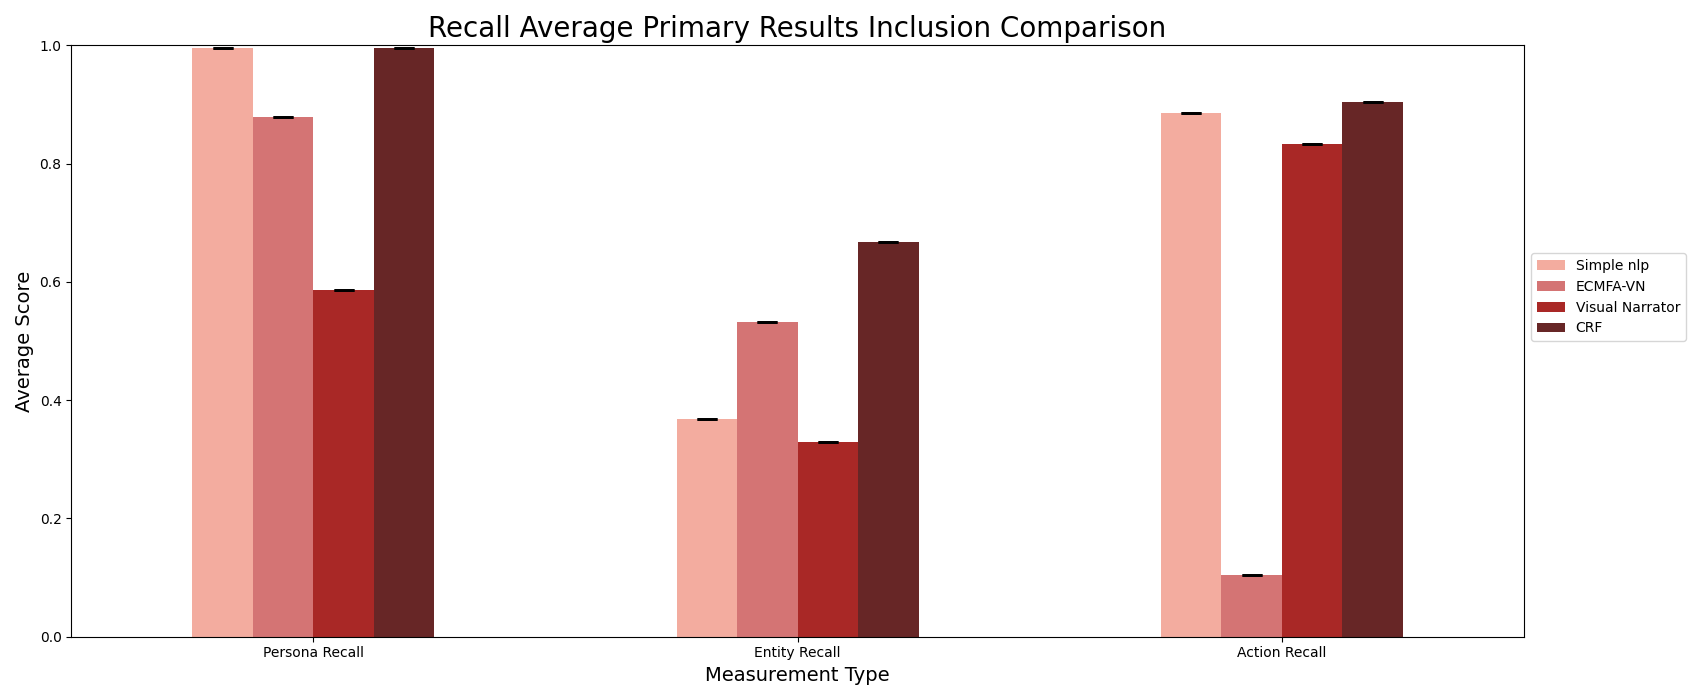 Recall Average Primary Results Inclusion Comparison
Average Score
1.0
0.8
0.6
0.4
0.2
0.0
Persona Recall
Entity Recall
Action Recall
Measurement Type
Simple nlp
ECMFA-VN
Visual Narrator
CRF